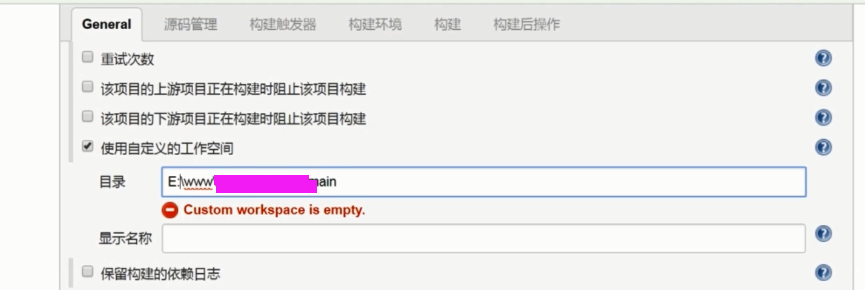 General 源码管理 构建触发器 构建环境 构建 构建后操作
重试次数
该项目的上游项目正在构建时阻止该项目构建
该项目的下游项目正在构建时阻止该项目构建
使用自定义的工作空间
目录 E:\www\ main
Custom workspace is empty.
显示名称
保留构建的依赖日志